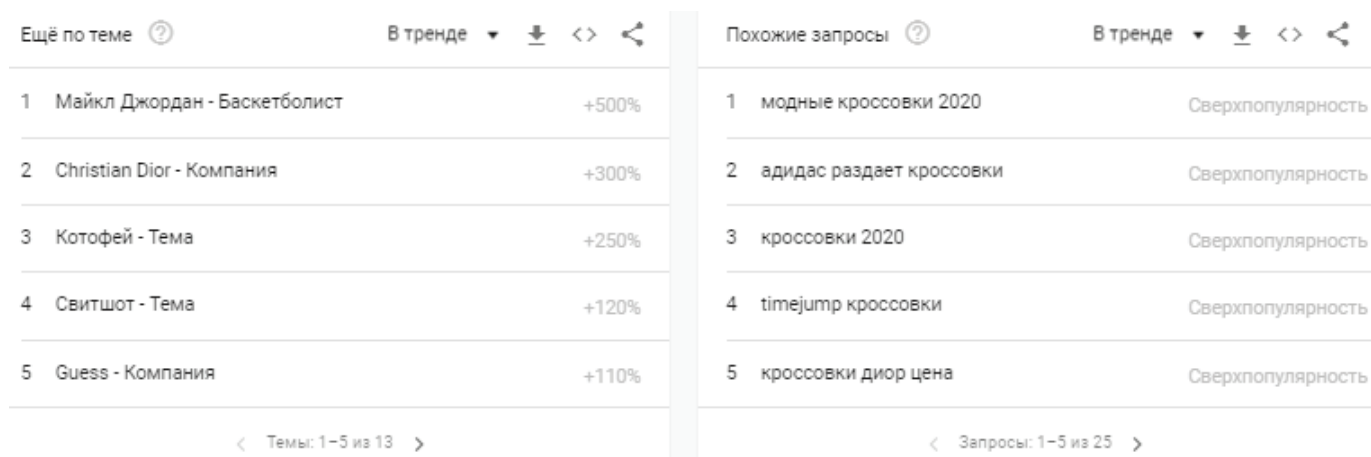 Ещё по теме
В тренде
1 Майкл Джордан - Баскетболист +500%
2 Christian Dior - Компания +300%
3 Котофей - Тема +250%
4 Свитшот - Тема +120%
5 Guess - Компания +110%
Темы: 1–5 из 13
Похожие запросы
В тренде
1 модные кроссовки 2020 Сверхпопулярность
2 адидас раздает кроссовки Сверхпопулярность
3 кроссовки 2020 Сверхпопулярность
4 timejump кроссовки Сверхпопулярность
5 кроссовки диор цена Сверхпопулярность
Запросы: 1–5 из 25